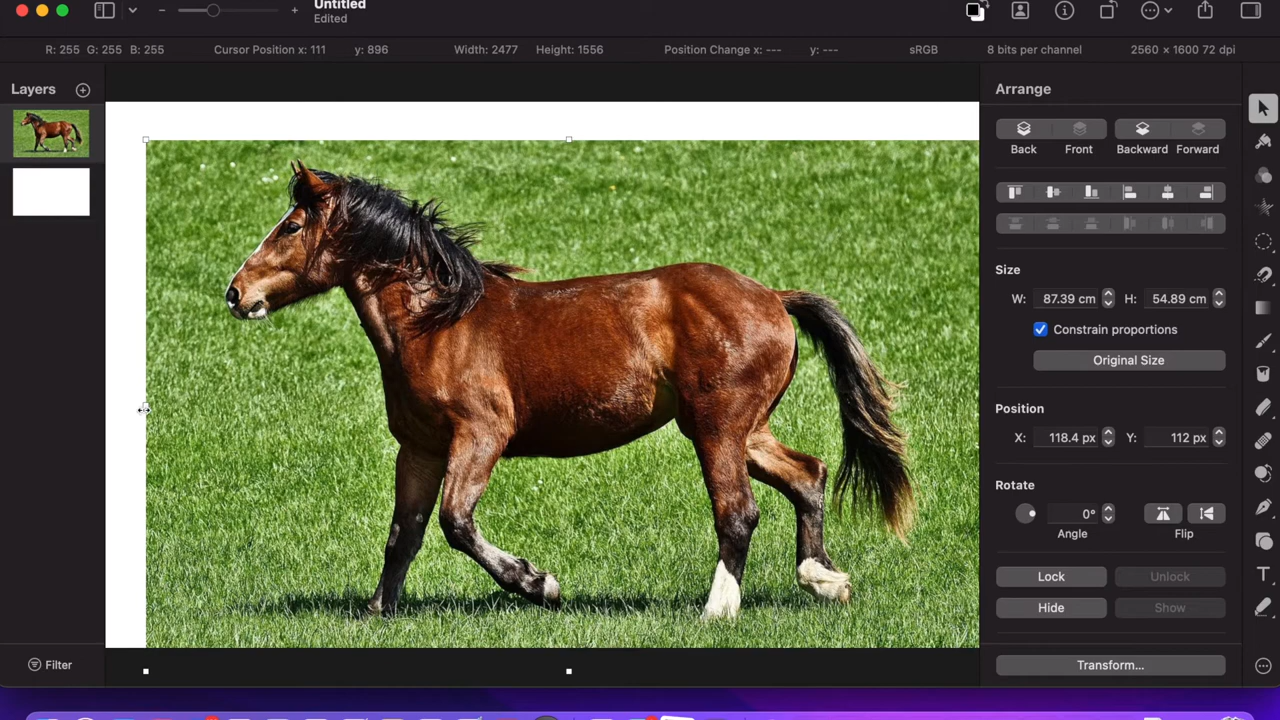 Untitled
Edited
R: 255 G: 255 B: 255 Cursor Position x: 111 y: 896 Width: 2477 Height: 1556 Position Change x: --- y: --- sRGB 8 bits per channel 2560 × 1600 72 dpi
Layers
Arrange
Back Front Backward Forward
Size
W: 87.39 cm H: 54.89 cm
Constrain proportions
Original Size
Position
X: 118.4 px Y: 112 px
Rotate
0°
Angle Flip
Lock Unlock
Hide Show
Filter
Transform...